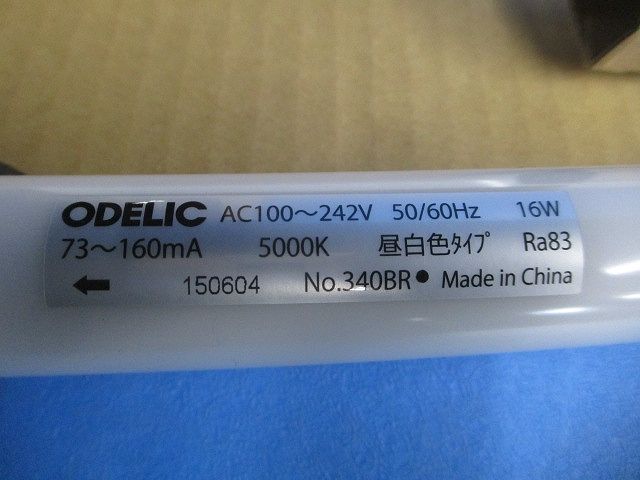 ODELIC AC100～242V 50/60Hz 16W
73～160mA 5000K 昼白色ﾀｲﾌﾟ Ra83
← 150604 No.340BR● Made in China